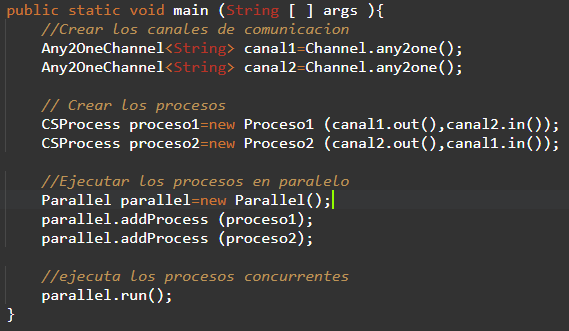 public static void main (String [ ] args ){
//Crear los canales de comunicacion
Any2OneChannel<String> canal1=Channel.any2one();
Any2OneChannel<String> canal2=Channel.any2one();
// Crear los procesos
CSProcess proceso1=new Proceso1 (canal1.out(),canal2.in());
CSProcess proceso2=new Proceso2 (canal2.out(),canal1.in());
//Ejecutar los procesos en paralelo
Parallel parallel=new Parallel();
parallel.addProcess (proceso1);
parallel.addProcess (proceso2);
//ejecuta los procesos concurrentes
parallel.run();
}